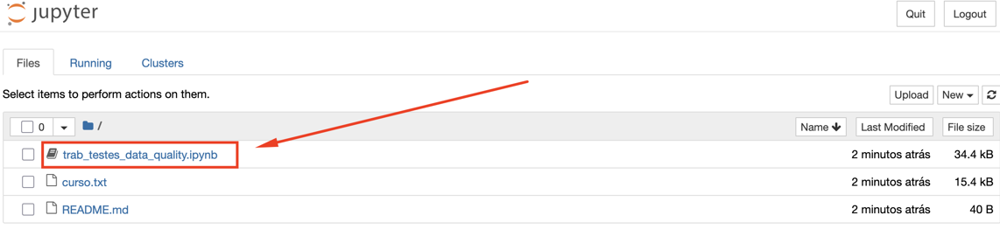 jupyter
Quit Logout
Files Running Clusters
Select items to perform actions on them.
Upload New
0 / Name Last Modified File size
trab_testes_data_quality.ipynb 2 minutos atrás 34.4 kB
curso.txt 2 minutos atrás 15.4 kB
README.md 2 minutos atrás 40 B